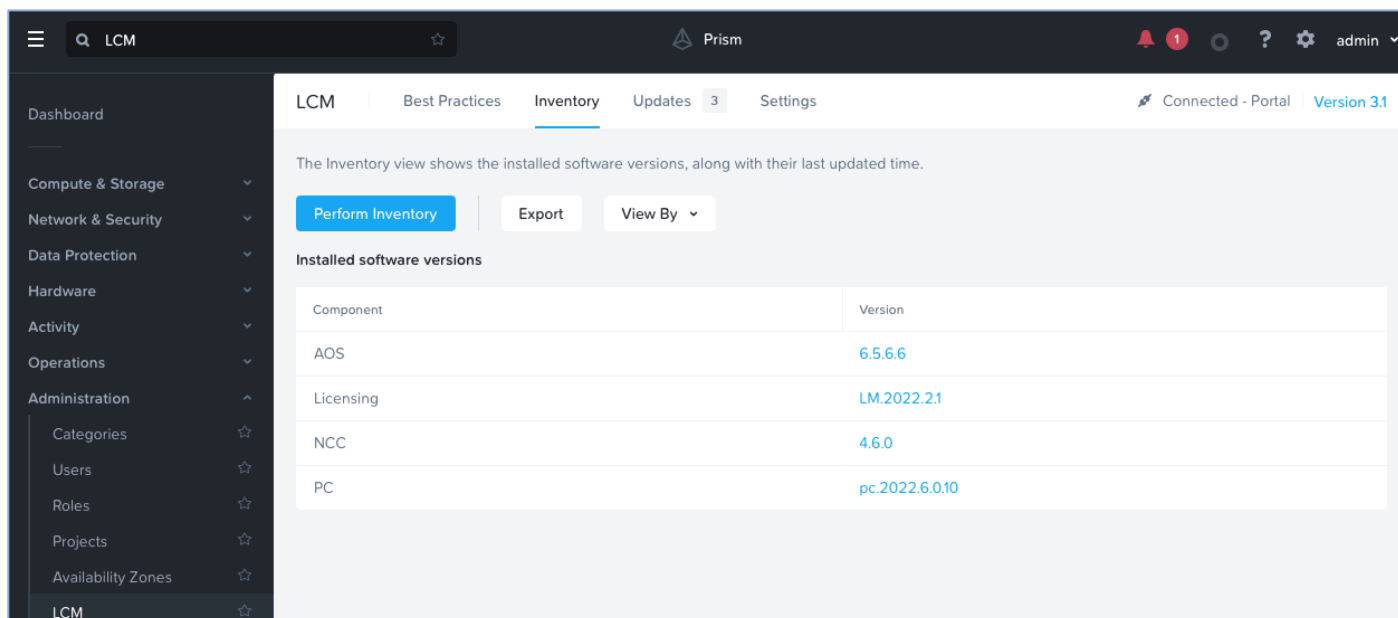 LCM
Prism
1
?
admin
Dashboard
Compute & Storage
Network & Security
Data Protection
Hardware
Activity
Operations
Administration
Categories
Users
Roles
Projects
Availability Zones
LCM
LCM Best Practices Inventory Updates 3 Settings Connected - Portal Version 3.1
The Inventory view shows the installed software versions, along with their last updated time.
Perform Inventory Export View By
Installed software versions
Component Version
AOS 6.5.6.6
Licensing LM.2022.2.1
NCC 4.6.0
PC pc.2022.6.0.10